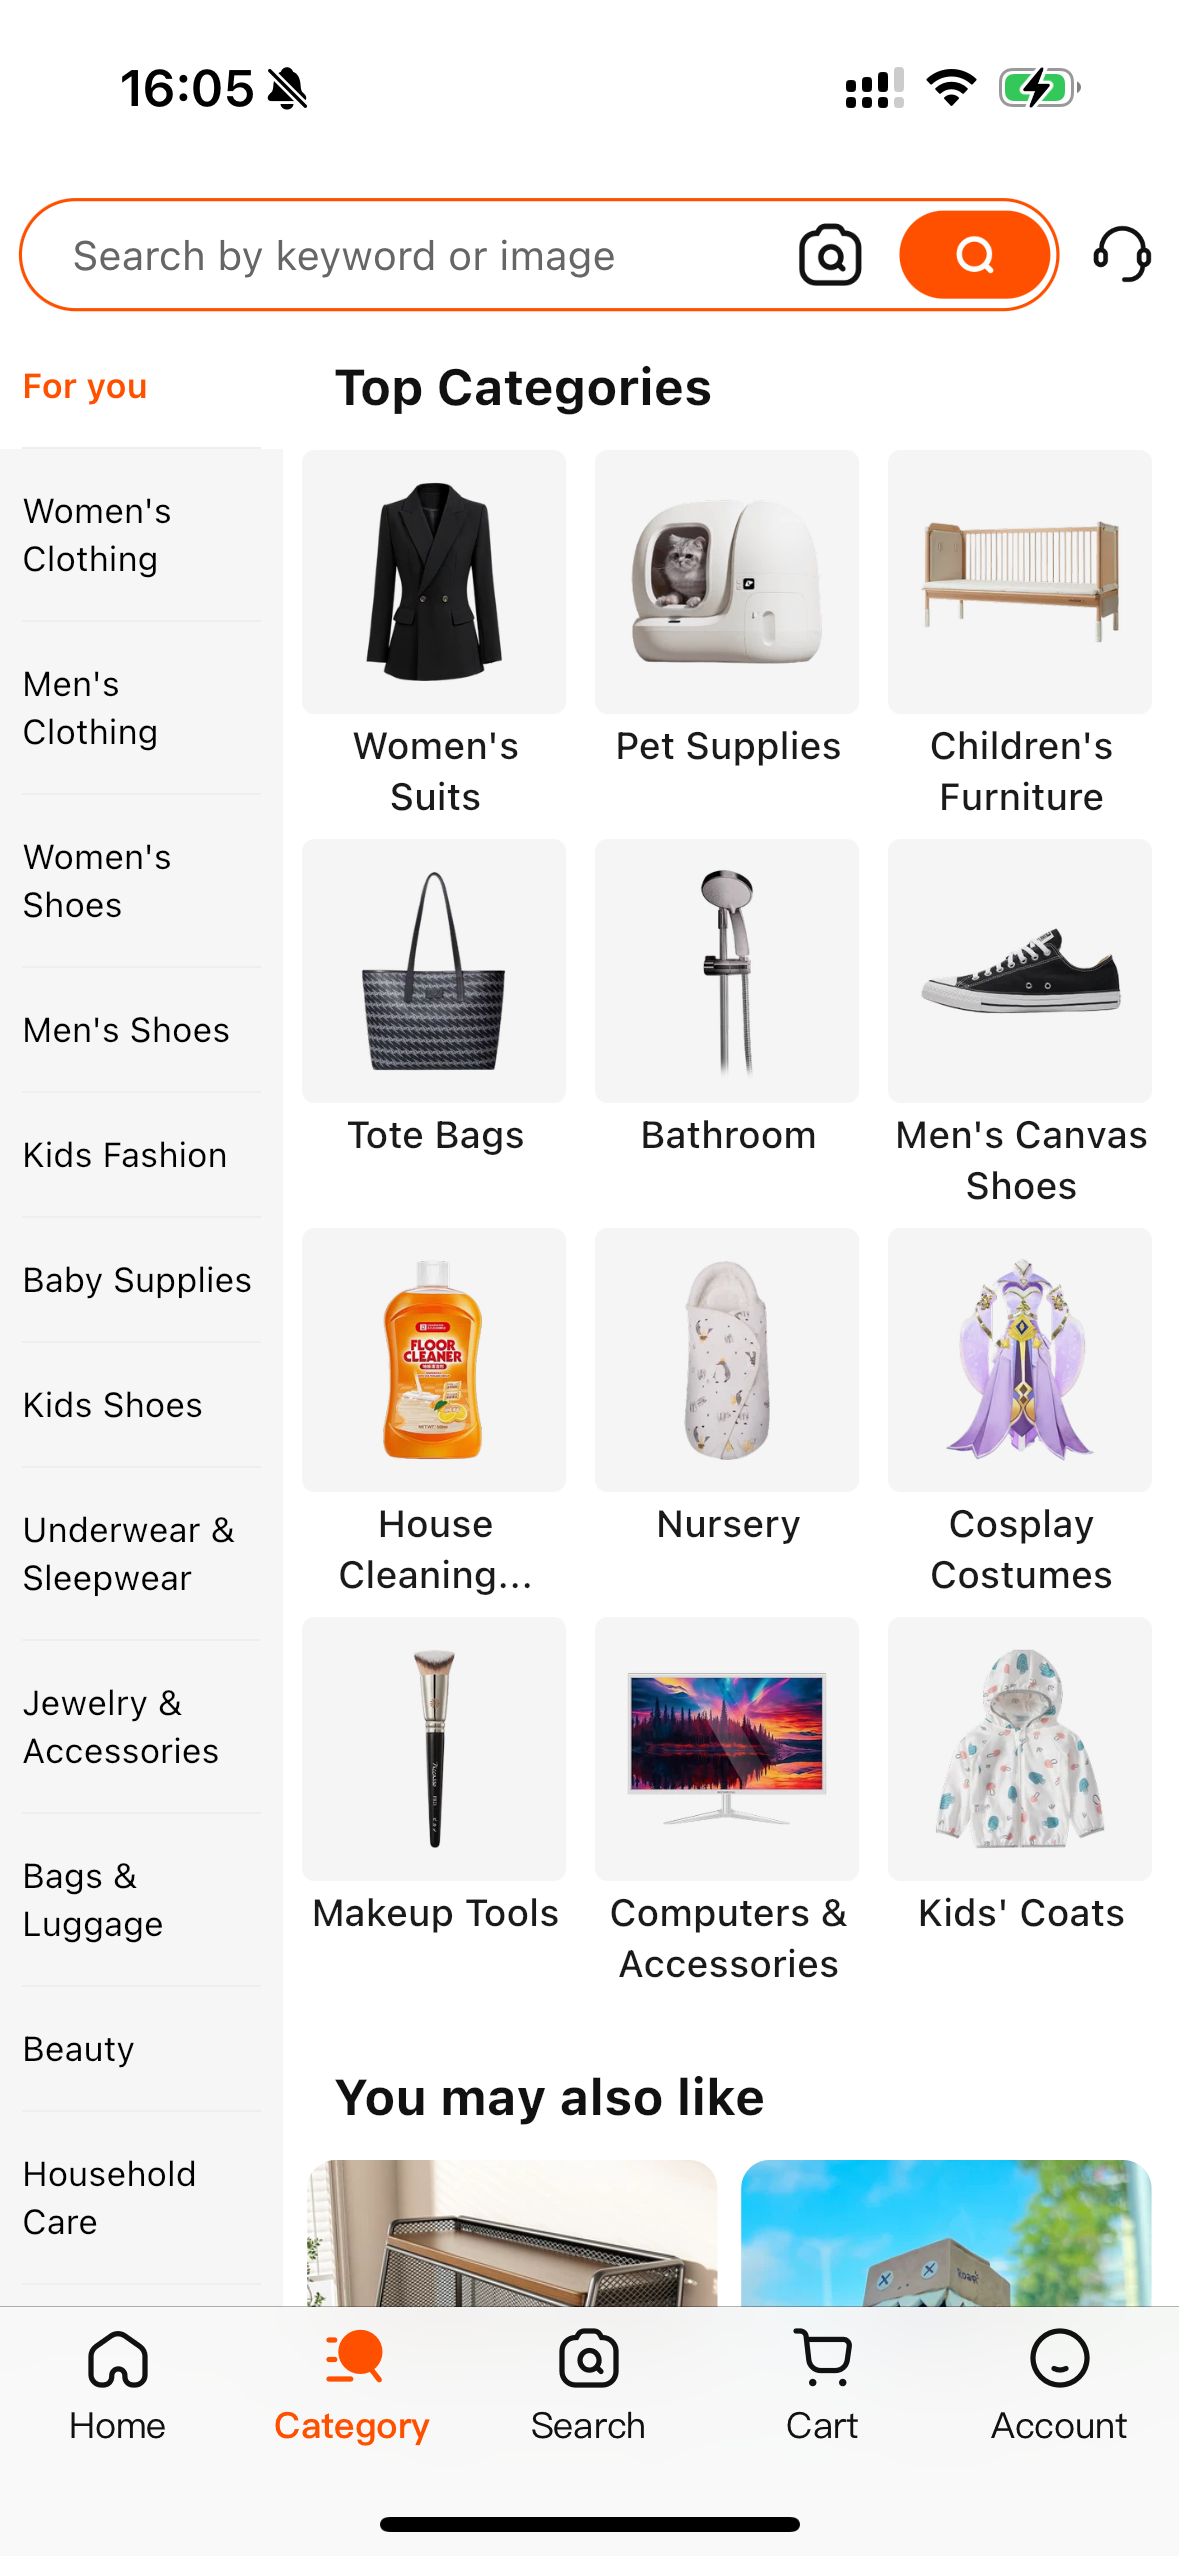 16:05
Search by keyword or image
For you
Women's
Clothing
Men's
Clothing
Women's
Shoes
Men's Shoes
Kids Fashion
Baby Supplies
Kids Shoes
Underwear &
Sleepwear
Jewelry &
Accessories
Bags &
Luggage
Beauty
Household
Care
Top Categories
Women's
Suits
Pet Supplies
Children's
Furniture
Tote Bags
Bathroom
Men's Canvas
Shoes
FLOOR
CLEANER
House
Cleaning...
Nursery
Cosplay
Costumes
Makeup Tools
Computers &
Accessories
Kids' Coats
You may also like
ROAR
Home
Category
Search
Cart
Account